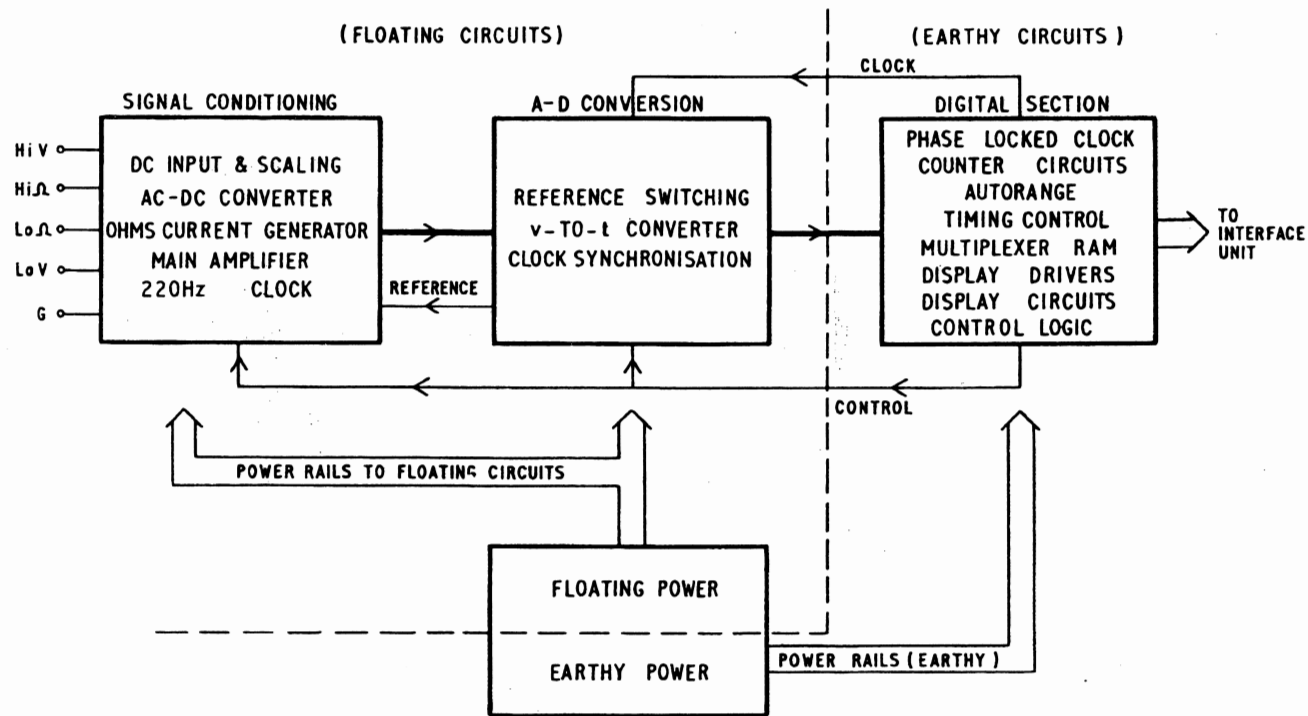 (FLOATING CIRCUITS)
(EARTHY CIRCUITS)
CLOCK
SIGNAL CONDITIONING
A-D CONVERSION
DIGITAL SECTION
Hi V
Hi Ω
Lo Ω
Lo V
G
DC INPUT & SCALING
AC-DC CONVERTER
OHMS CURRENT GENERATOR
MAIN AMPLIFIER
220Hz CLOCK
REFERENCE
REFERENCE SWITCHING
v-TO-t CONVERTER
CLOCK SYNCHRONISATION
PHASE LOCKED CLOCK
COUNTER CIRCUITS
AUTORANGE
TIMING CONTROL
MULTIPLEXER RAM
DISPLAY DRIVERS
DISPLAY CIRCUITS
CONTROL LOGIC
TO
INTERFACE
UNIT
CONTROL
POWER RAILS TO FLOATING CIRCUITS
FLOATING POWER
EARTHY POWER
POWER RAILS (EARTHY)